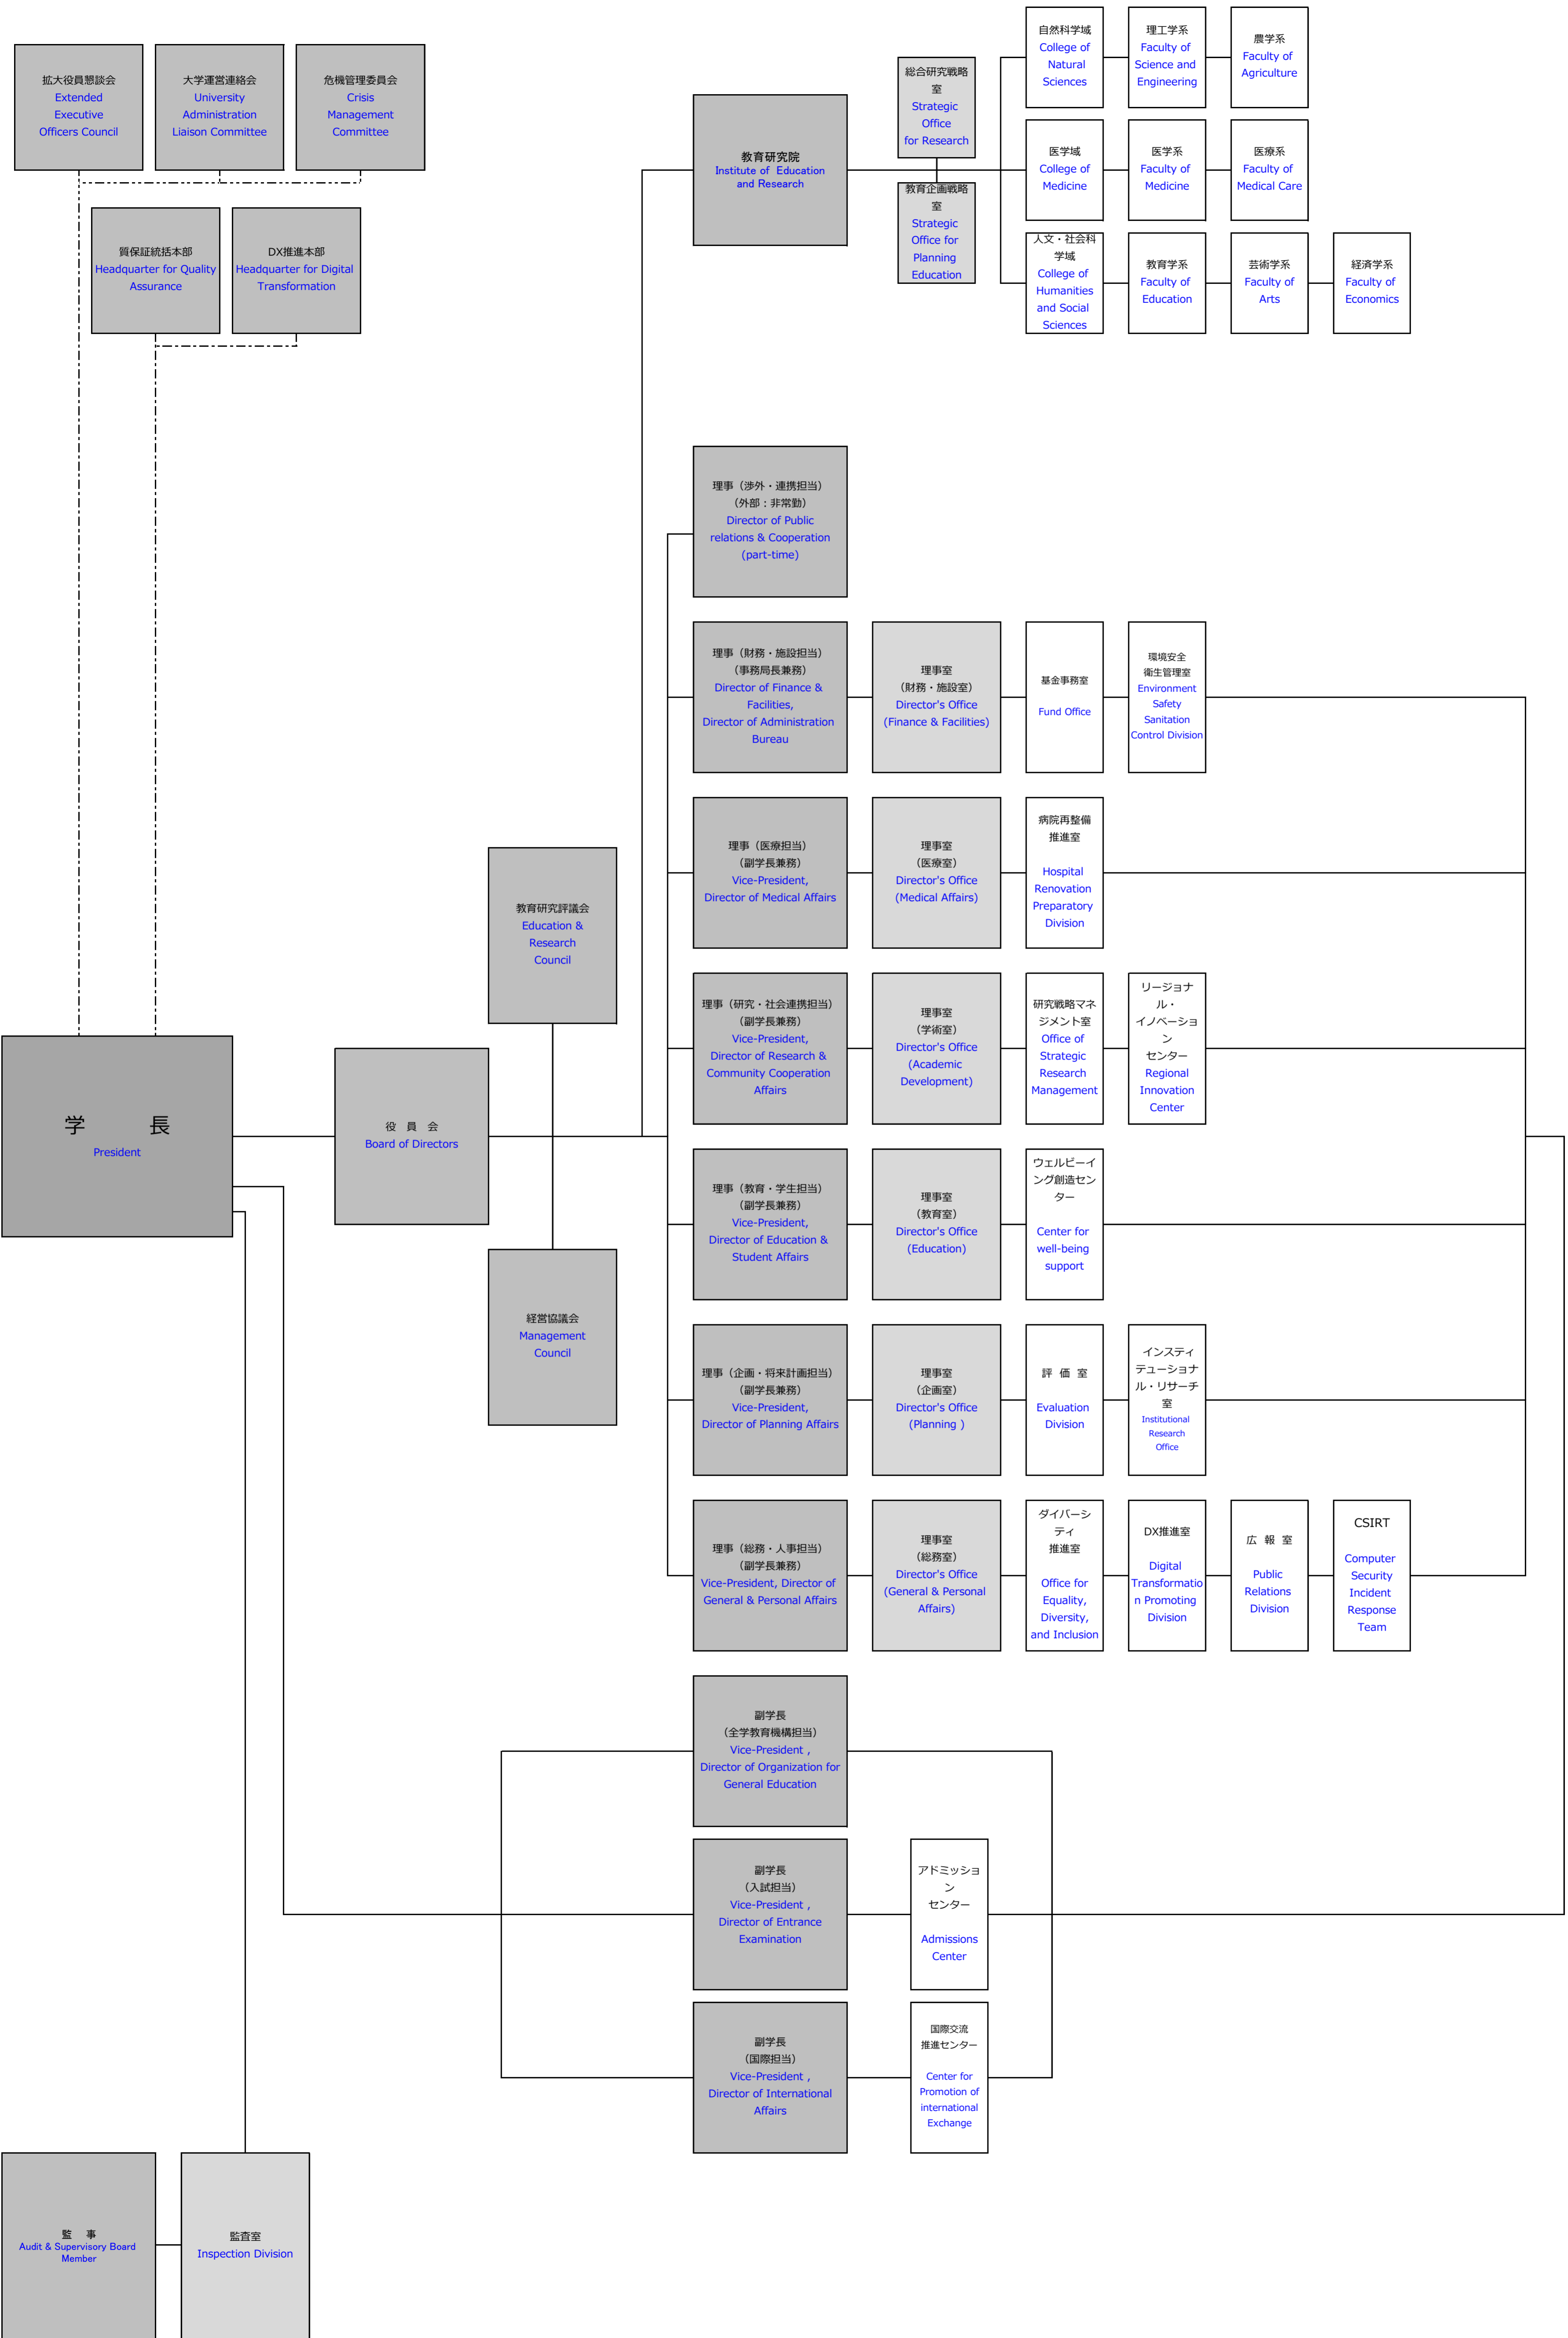 拡大役員懇談会
Extended
Executive
Officers Council
大学運営連絡会
University
Administration
Liaison Committee
危機管理委員会
Crisis
Management
Committee
質保証統括本部
Headquarter for Quality
Assurance
DX推進本部
Headquarter for Digital
Transformation
教育研究院
Institute of Education
and Research
総合研究戦略
室
Strategic
Office
for Research
教育企画戦略
室
Strategic
Office for
Planning
Education
自然科学域
College of
Natural
Sciences
理工学系
Faculty of
Science and
Engineering
農学系
Faculty of
Agriculture
医学域
College of
Medicine
医学系
Faculty of
Medicine
医療系
Faculty of
Medical Care
人文・社会科
学域
College of
Humanities
and Social
Sciences
教育学系
Faculty of
Education
芸術学系
Faculty of
Arts
経済学系
Faculty of
Economics
理事（渉外・連携担当）
（外部：非常勤）
Director of Public
relations & Cooperation
(part-time)
理事（財務・施設担当）
（事務局長兼務）
Director of Finance &
Facilities,
Director of Administration
Bureau
理事室
（財務・施設室）
Director's Office
(Finance & Facilities)
基金事務室
Fund Office
環境安全
衛生管理室
Environment
Safety
Sanitation
Control Division
理事（医療担当）
（副学長兼務）
Vice-President,
Director of Medical Affairs
理事室
（医療室）
Director's Office
(Medical Affairs)
病院再整備
推進室
Hospital
Renovation
Preparatory
Division
教育研究評議会
Education &
Research
Council
理事（研究・社会連携担当）
（副学長兼務）
Vice-President,
Director of Research &
Community Cooperation
Affairs
理事室
（学術室）
Director's Office
(Academic
Development)
研究戦略マネ
ジメント室
Office of
Strategic
Research
Management
リージョナ
ル・
イノベーショ
ン
センター
Regional
Innovation
Center
学　　　長
President
役　員　会
Board of Directors
理事（教育・学生担当）
（副学長兼務）
Vice-President,
Director of Education &
Student Affairs
理事室
（教育室）
Director's Office
(Education)
ウェルビーイ
ング創造セン
ター
Center for
well-being
support
経営協議会
Management
Council
理事（企画・将来計画担当）
（副学長兼務）
Vice-President,
Director of Planning Affairs
理事室
（企画室）
Director's Office
(Planning )
評 価 室
Evaluation
Division
インスティ
テューショナ
ル・リサーチ
室
Institutional
Research
Office
理事（総務・人事担当）
（副学長兼務）
Vice-President, Director of
General & Personal Affairs
理事室
（総務室）
Director's Office
(General & Personal
Affairs)
ダイバーシ
ティ
推進室
Office for
Equality,
Diversity,
and Inclusion
DX推進室
Digital
Transformatio
n Promoting
Division
広 報 室
Public
Relations
Division
CSIRT
Computer
Security
Incident
Response
Team
副学長
（全学教育機構担当）
Vice-President ,
Director of Organization for
General Education
副学長
（入試担当）
Vice-President ,
Director of Entrance
Examination
アドミッショ
ン
センター
Admissions
Center
副学長
（国際担当）
Vice-President ,
Director of International
Affairs
国際交流
推進センター
Center for
Promotion of
international
Exchange
監　事
Audit & Supervisory Board
Member
監査室
Inspection Division